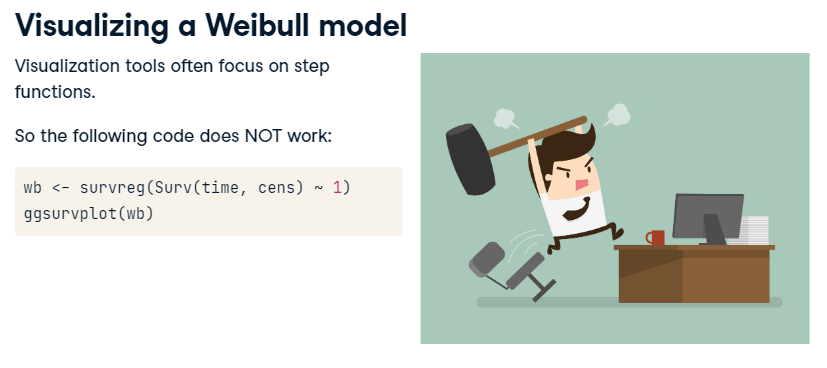 Visualizing a Weibull model
Visualization tools often focus on step
functions.
So the following code does NOT work:
wb <- survreg(Surv(time, cens) ~ 1)
ggsurvplot(wb)